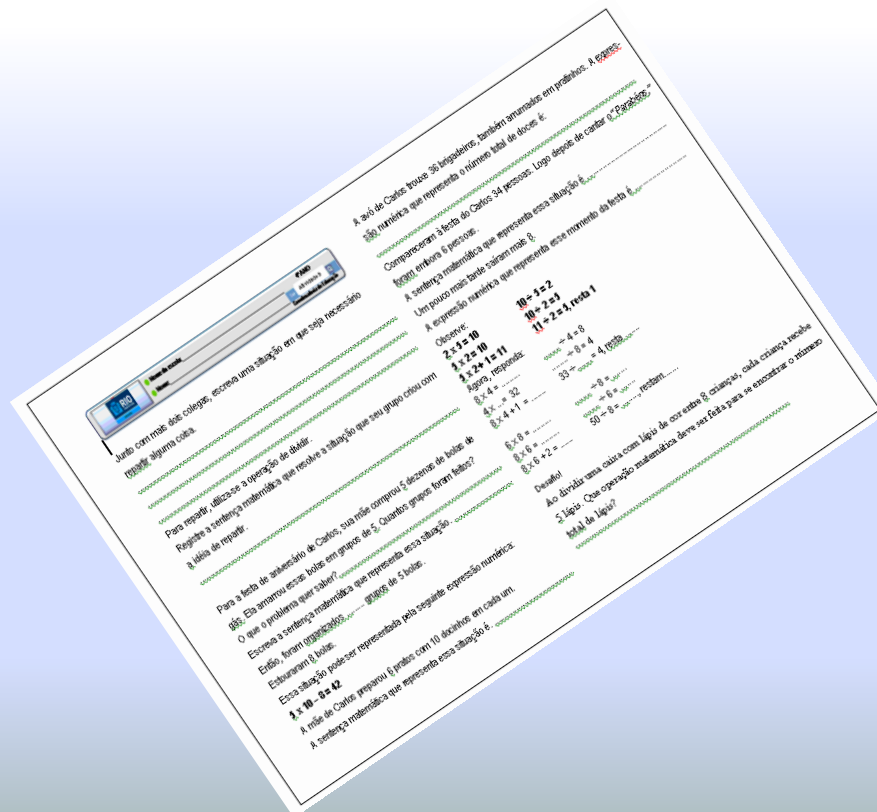 4º ANO
RIO
Nome da escola:
Nome:
Junto com mais dois colegas, escreva uma situação em que seja necessário
repartir alguma coisa.
Para repartir, utiliza-se a operação de dividir.
Registre a sentença matemática que resolve a situação que seu grupo criou com
a idéia de repartir.
Para a festa de aniversário de Carlos, sua mãe comprou 5 dezenas de bolas de
gás. Ela amarrou essas bolas em grupos de 5. Quantos grupos foram feitos?
O que o problema quer saber?
Escreva a sentença matemática que representa essa situação.
Então, foram organizados ...... grupos de 5 bolas.
Estouraram 8 bolas.
Essa situação pode ser representada pela seguinte expressão numérica:
5 x 10 – 8 = 42
A mãe de Carlos preparou 6 pratos com 10 docinhos em cada um.
A sentença matemática que representa essa situação é
A avó de Carlos trouxe 36 brigadeiros, também arrumados em pratinhos. A expres-
são numérica que representa o número total de doces é:
Compareceram à festa do Carlos 34 pessoas. Logo depois de cantar o “Parabéns”
foram embora 6 pessoas.
A sentença matemática que representa essa situação é
Um pouco mais tarde saíram mais 8.
A expressão numérica que representa esse momento da festa é
Observe:
2 x 5 = 10
5 x 2 = 10
5 x 2 + 1 = 11
10 ÷ 5 = 2
10 ÷ 2 = 5
11 ÷ 2 = 5, resta 1
Agora, responda:
8 x 4 = ........
4 x ... = 32
8 x 4 + 1 = ......
...... ÷ 4 = 8
...... ÷ 8 = 4
33 ÷ ...... = 4, resta ......
6 x 8 = ........
8 x 6 = ........
8 x 6 + 2 = ......
...... ÷ 8 = ......
...... ÷ 6 = ......
50 ÷ 8 = ......, restam......
Desafio!
Ao dividir uma caixa com lápis de cor entre 8 crianças, cada criança recebe
5 lápis. Que operação matemática deve ser feita para se encontrar o número
total de lápis?